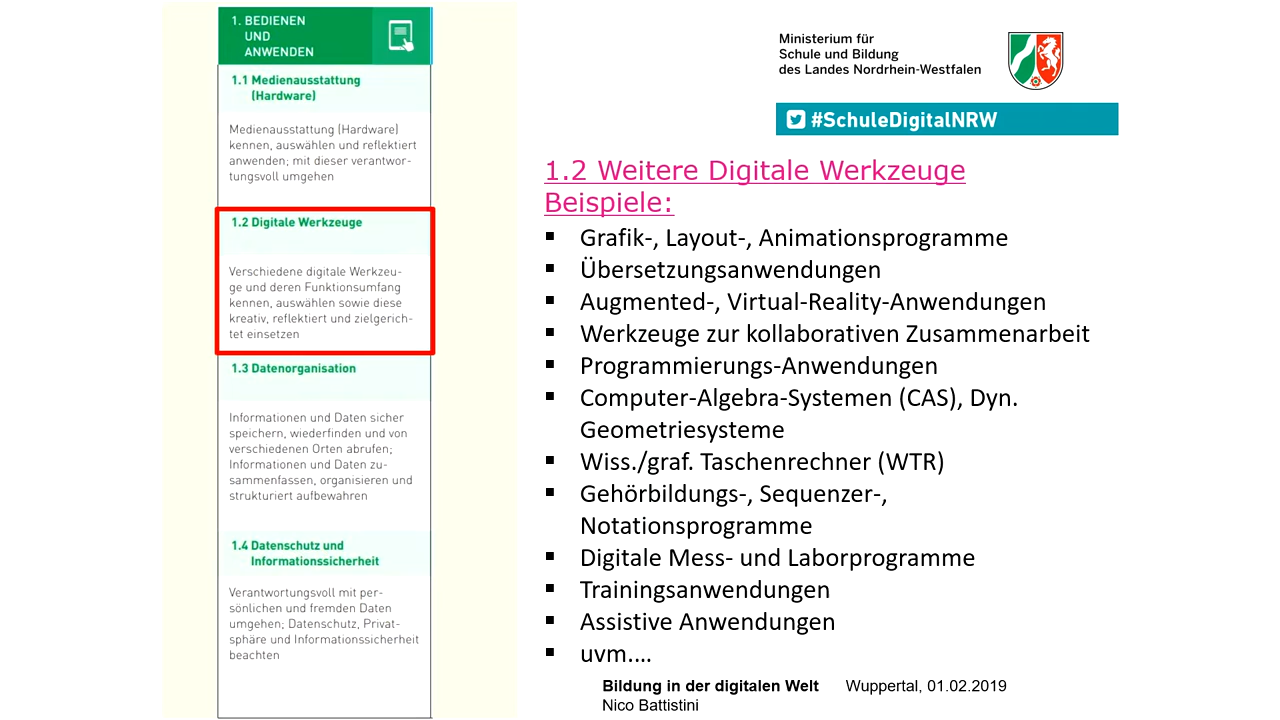 1. BEDIENEN
UND
ANWENDEN
1.1 Medienausstattung
(Hardware)
Medienausstattung (Hardware)
kennen, auswählen und reflektiert
anwenden; mit dieser verantwor-
tungsvoll umgehen
1.2 Digitale Werkzeuge
Verschiedene digitale Werkzeu-
ge und deren Funktionsumfang
kennen, auswählen sowie diese
kreativ, reflektiert und zielgerich-
tet einsetzen
1.3 Datenorganisation
Informationen und Daten sicher
speichern, wiederfinden und von
verschiedenen Orten abrufen;
Informationen und Daten zu-
sammenfassen, organisieren und
strukturiert aufbewahren
1.4 Datenschutz und
Informationssicherheit
Verantwortungsvoll mit per-
sönlichen und fremden Daten
umgehen; Datenschutz, Privat-
sphäre und Informationssicherheit
beachten
Ministerium für
Schule und Bildung
des Landes Nordrhein-Westfalen
#SchuleDigitalNRW
1.2 Weitere Digitale Werkzeuge
Beispiele:
▪ Grafik-, Layout-, Animationsprogramme
▪ Übersetzungsanwendungen
▪ Augmented-, Virtual-Reality-Anwendungen
▪ Werkzeuge zur kollaborativen Zusammenarbeit
▪ Programmierungs-Anwendungen
▪ Computer-Algebra-Systemen (CAS), Dyn.
Geometriesysteme
▪ Wiss./graf. Taschenrechner (WTR)
▪ Gehörbildungs-, Sequenzer-,
Notationsprogramme
▪ Digitale Mess- und Laborprogramme
▪ Trainingsanwendungen
▪ Assistive Anwendungen
▪ uvm....
Bildung in der digitalen Welt Wuppertal, 01.02.2019
Nico Battistini